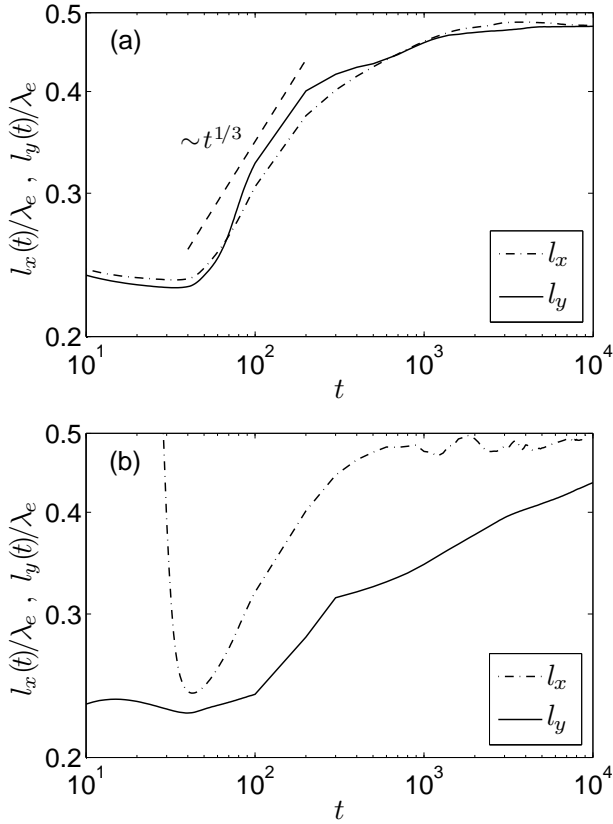 (a)
0.5
0.4
0.3
0.2
l_x(t)/λ_e , l_y(t)/λ_e
~t^{1/3}
l_x
l_y
10^1 10^2 10^3 10^4
t
(b)
0.5
0.4
0.3
0.2
l_x(t)/λ_e , l_y(t)/λ_e
l_x
l_y
10^1 10^2 10^3 10^4
t